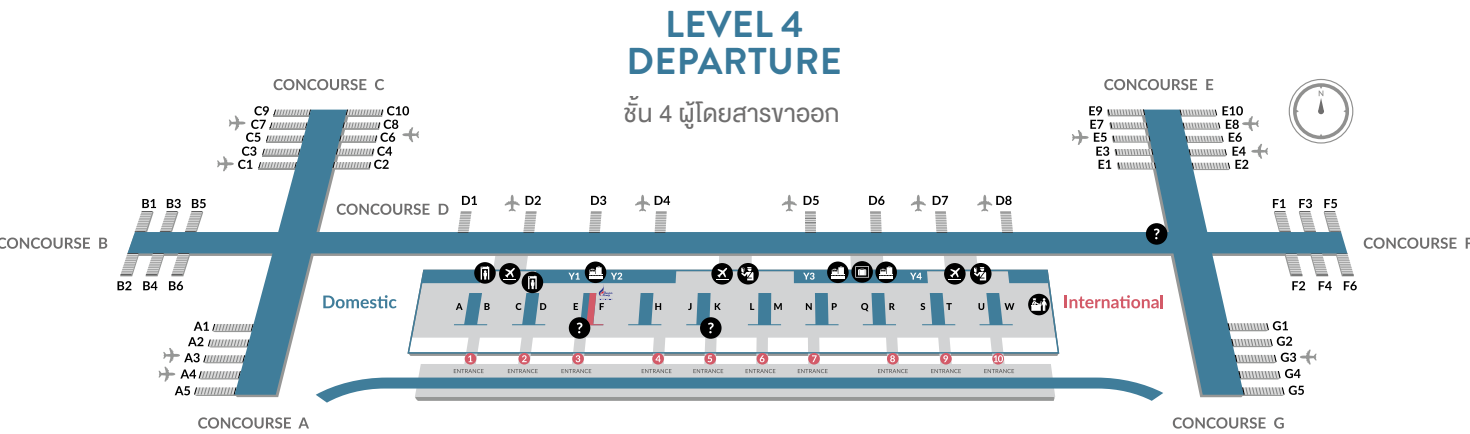 LEVEL 4
DEPARTURE
ชั้น 4 ผู้โดยสารขาออก
N
CONCOURSE C
C9
C7
C5
C3
C1
C10
C8
C6
C4
C2
CONCOURSE E
E9
E7
E5
E3
E1
E10
E8
E6
E4
E2
CONCOURSE B
B1 B3 B5
B2 B4 B6
CONCOURSE D
D1 D2 D3 D4 D5 D6 D7 D8
F1 F3 F5
CONCOURSE F
F2 F4 F6
?
Y1 Y2 Y3 Y4
Domestic
A B C D E F H J K L M N P Q R S T U W
International
? ?
1 2 3 4 5 6 7 8 9 10
ENTRANCE ENTRANCE ENTRANCE ENTRANCE ENTRANCE ENTRANCE ENTRANCE ENTRANCE ENTRANCE ENTRANCE
A1
A2
A3
A4
A5
CONCOURSE A
G1
G2
G3
G4
G5
CONCOURSE G